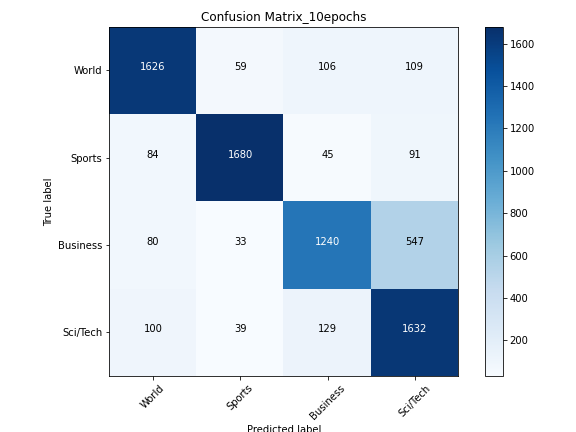 Confusion Matrix_10epochs
World 1626 59 106 109
Sports 84 1680 45 91
Business 80 33 1240 547
Sci/Tech 100 39 129 1632
World Sports Business Sci/Tech
True label
Predicted label
1600
1400
1200
1000
800
600
400
200